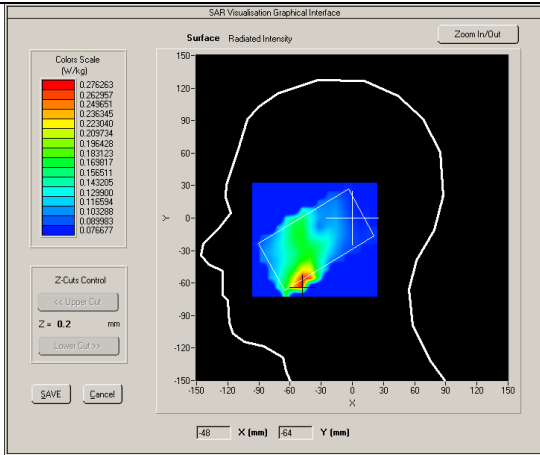 SAR Visualisation Graphical Interface
Surface Radiated Intensity
Zoom In/Out
Colors Scale
(W/kg)
0.276263
0.262957
0.249651
0.236345
0.223040
0.209734
0.196428
0.183123
0.169817
0.156511
0.143205
0.129900
0.116594
0.103288
0.089983
0.076677
Z-Cuts Control
<< Upper Cut
Z = 0.2 mm
Lower Cut >>
SAVE Cancel
150
120
90
60
30
0
-30
-60
-90
-120
-150
Y
-150 -120 -90 -60 -30 0 30 60 90 120 150
X
-48 X (mm) -64 Y (mm)